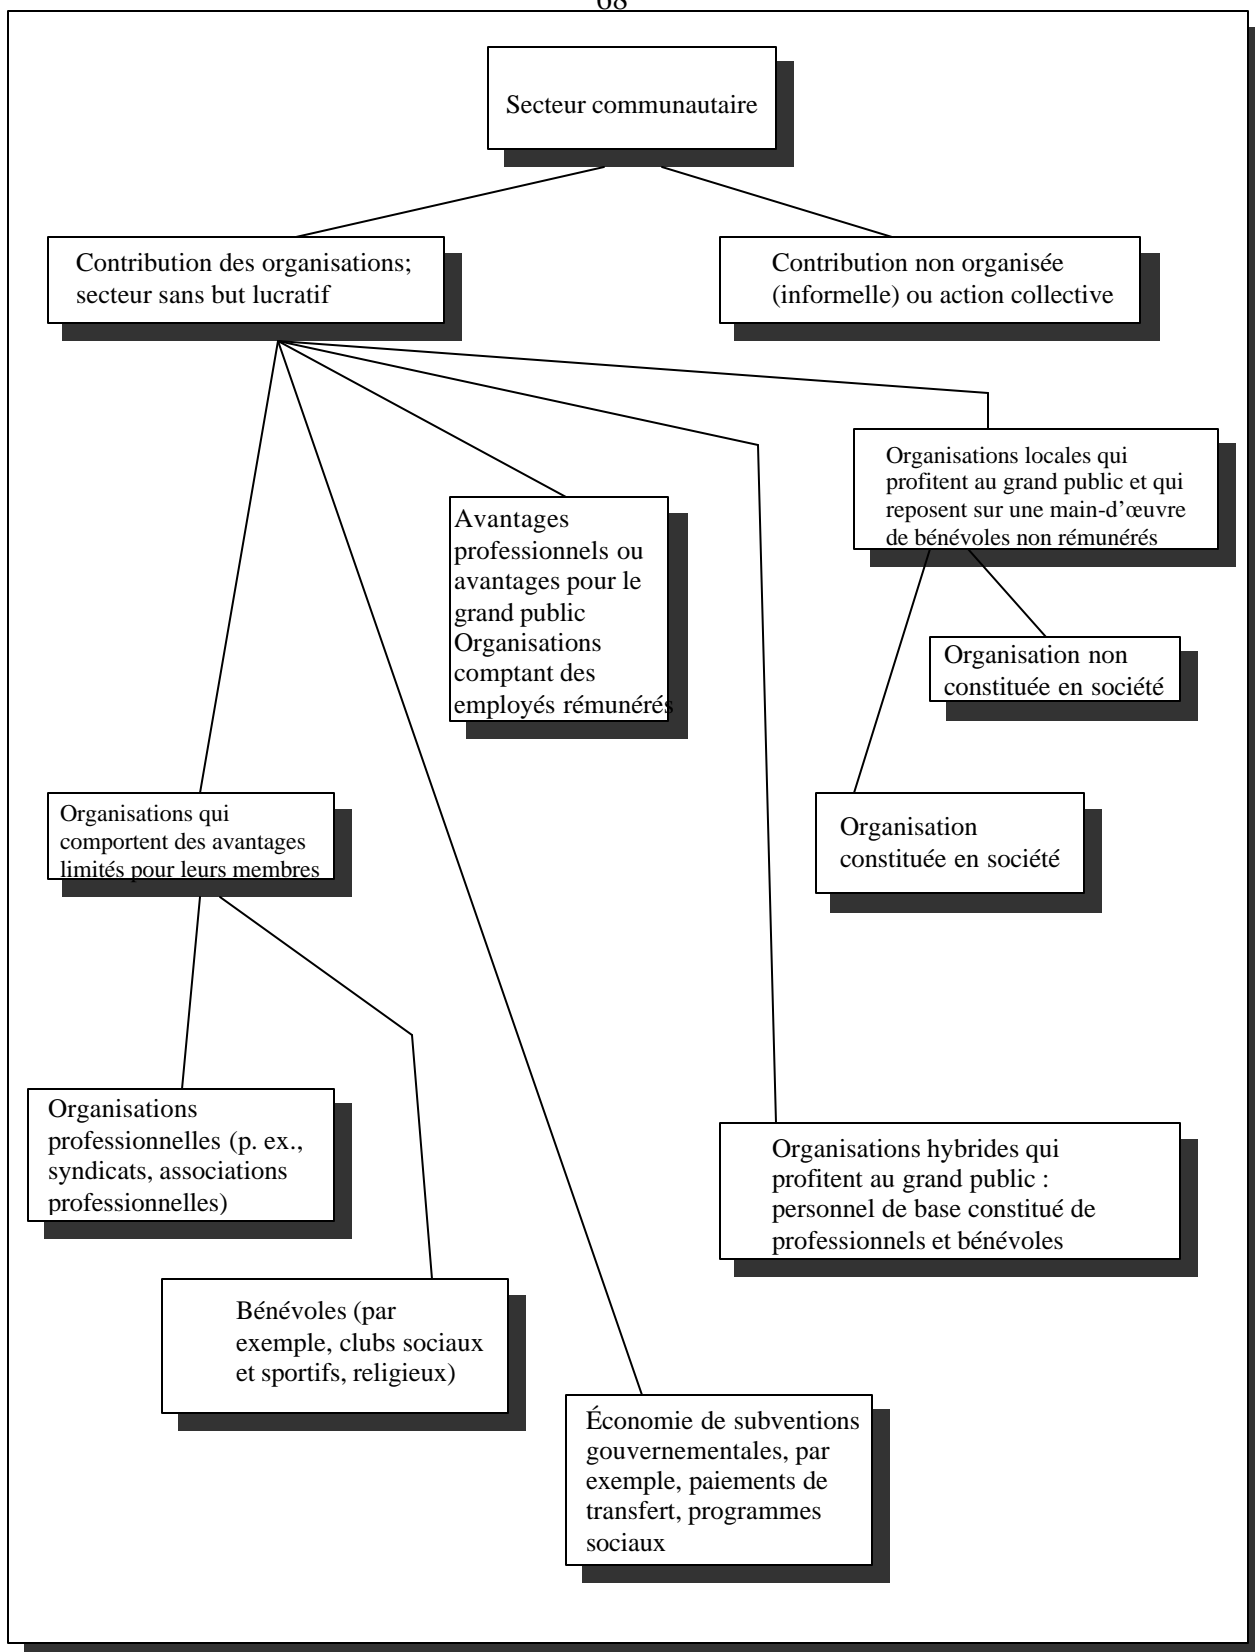 68
Secteur communautaire
Contribution des organisations;
secteur sans but lucratif
Contribution non organisée
(informelle) ou action collective
Organisations locales qui
profitent au grand public et qui
reposent sur une main-d’œuvre
de bénévoles non rémunérés
Avantages
professionnels ou
avantages pour le
grand public
Organisations
comptant des
employés rémunérés
Organisation non
constituée en société
Organisations qui
comportent des avantages
limités pour leurs membres
Organisation
constituée en société
Organisations
professionnelles (p. ex.,
syndicats, associations
professionnelles)
Organisations hybrides qui
profitent au grand public :
personnel de base constitué de
professionnels et bénévoles
Bénévoles (par
exemple, clubs sociaux
et sportifs, religieux)
Économie de subventions
gouvernementales, par
exemple, paiements de
transfert, programmes
sociaux